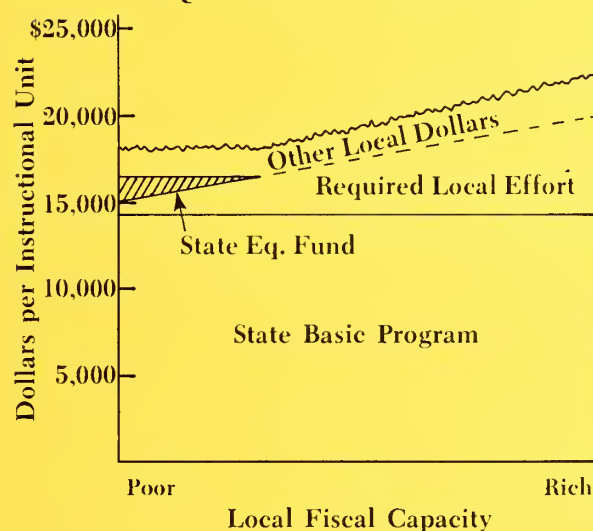 $25,000
20,000
15,000
10,000
5,000
Dollars per Instructional Unit
Other Local Dollars
Required Local Effort
State Eq. Fund
State Basic Program
Poor
Rich
Local Fiscal Capacity